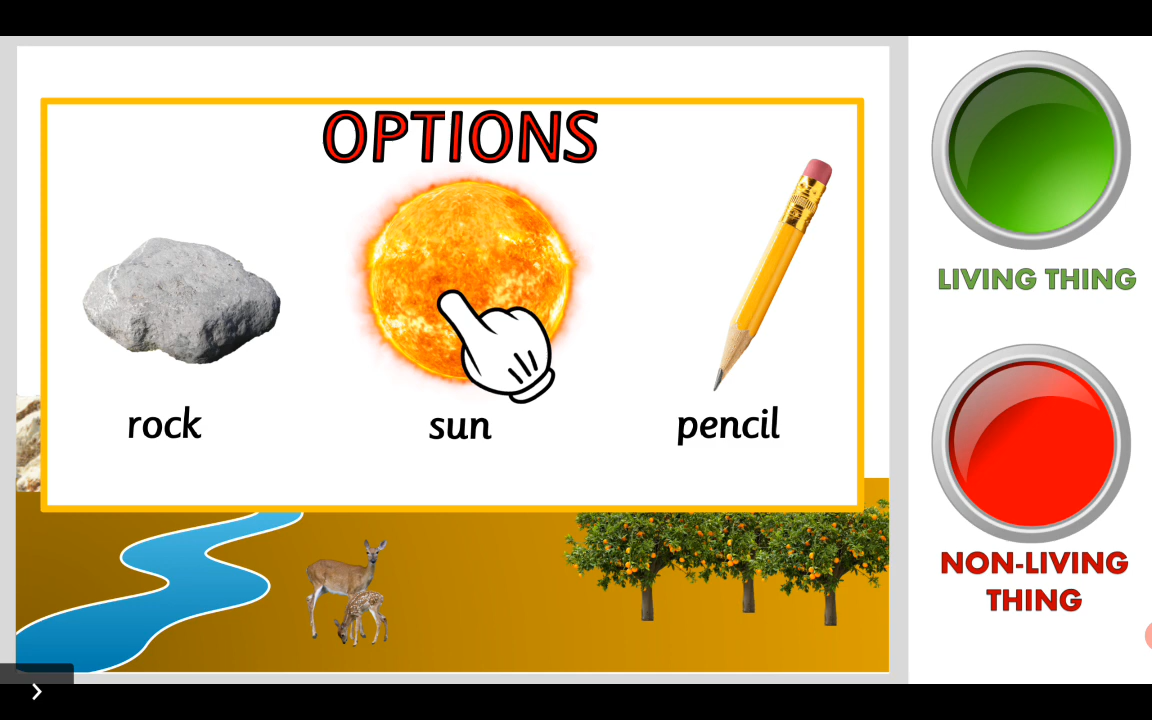 OPTIONS
rock
sun
pencil
LIVING THING
NON-LIVING
THING